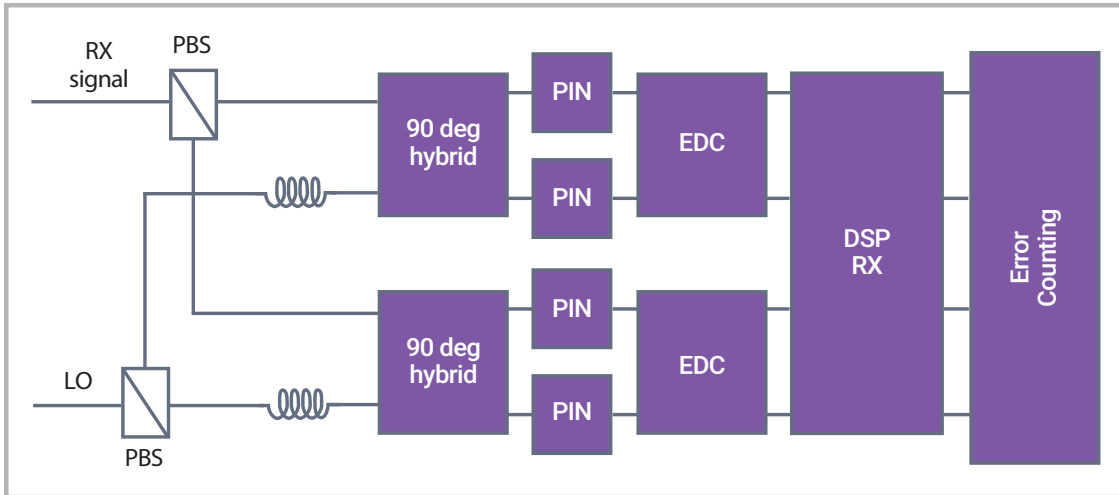 RX
signal
PBS
90 deg
hybrid
PIN
PIN
EDC
LO
PBS
90 deg
hybrid
PIN
PIN
EDC
DSP
RX
Error
Counting